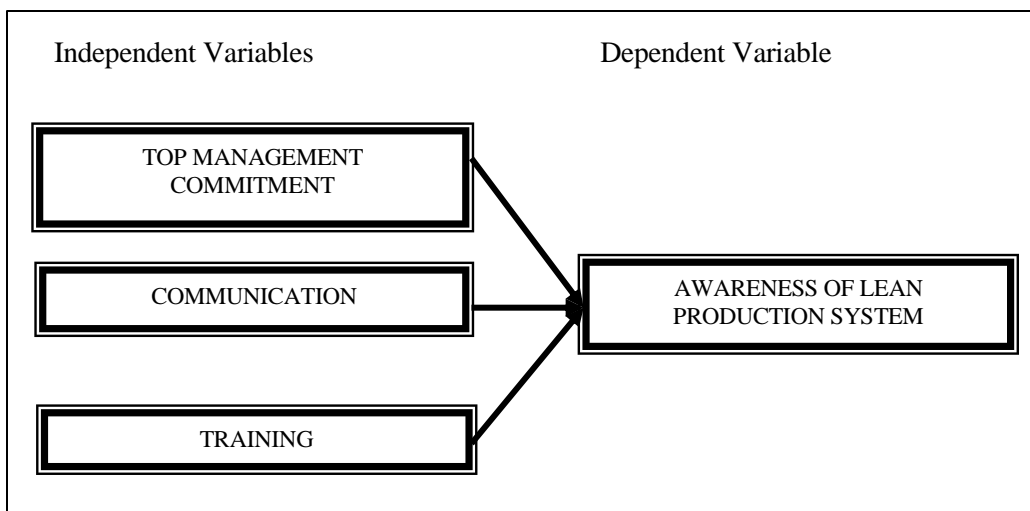 Independent Variables
Dependent Variable
TOP MANAGEMENT
COMMITMENT
COMMUNICATION
AWARENESS OF LEAN
PRODUCTION SYSTEM
TRAINING